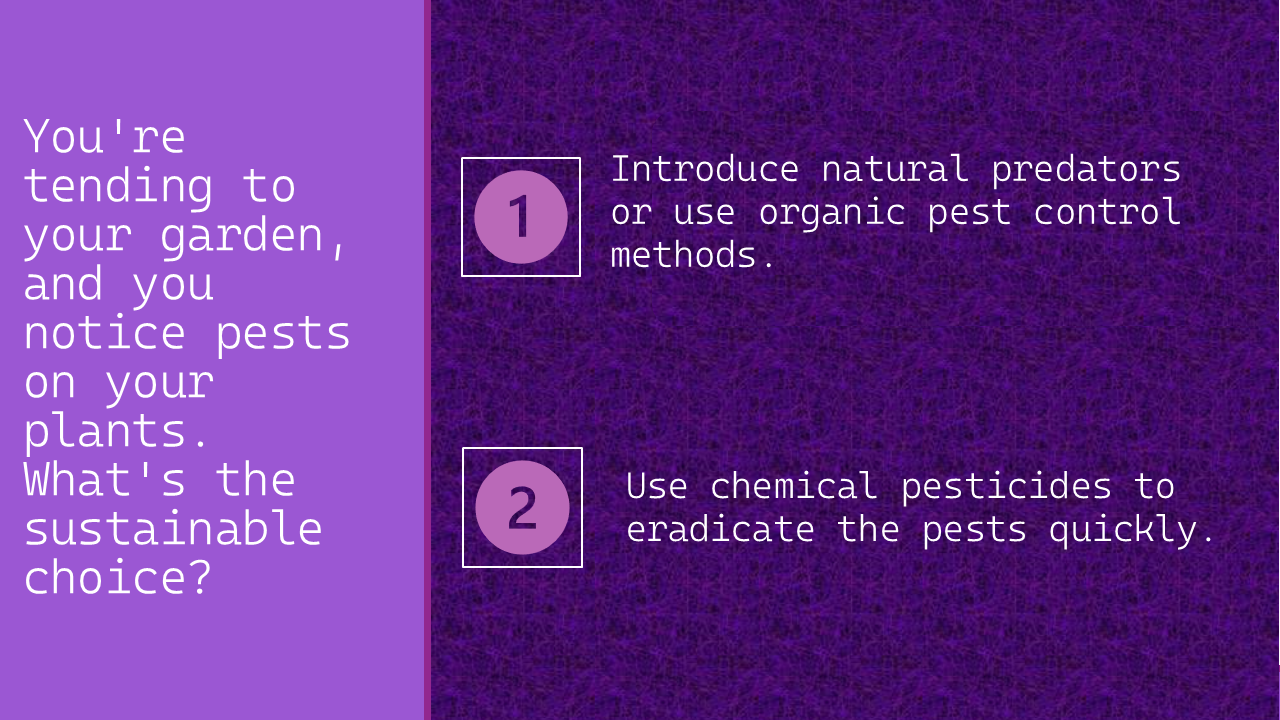 You're
tending to
your garden,
and you
notice pests
on your
plants.
What's the
sustainable
choice?
1
Introduce natural predators
or use organic pest control
methods.
2
Use chemical pesticides to
eradicate the pests quickly.